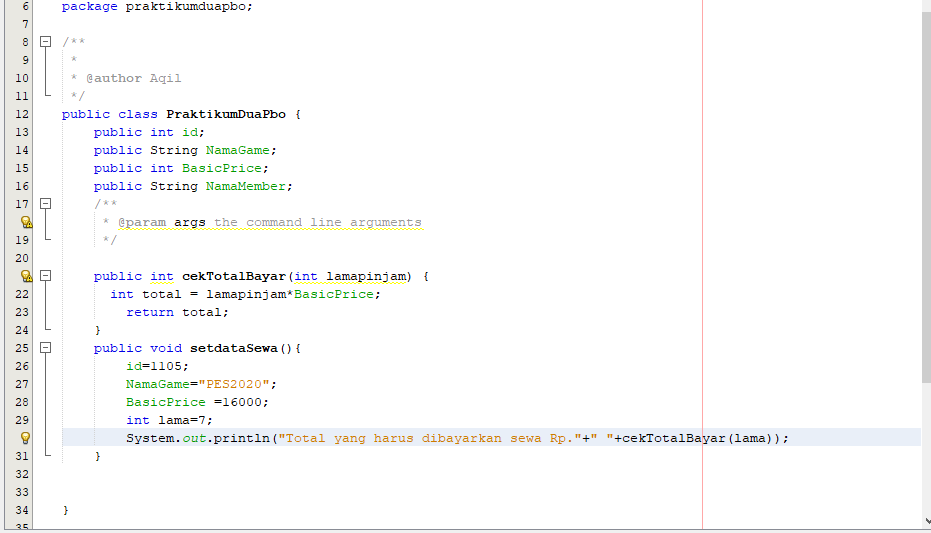 6 package praktikumduapbo;
7
8 /**
9 *
10 * @author Aqil
11 */
12 public class PraktikumDuaPbo {
13 public int id;
14 public String NamaGame;
15 public int BasicPrice;
16 public String NamaMember;
17 /**
* @param args the command line arguments
19 */
20
public int cekTotalBayar(int lamapinjam) {
22 int total = lamapinjam*BasicPrice;
23 return total;
24 }
25 public void setdataSewa(){
26 id=1105;
27 NamaGame="PES2020";
28 BasicPrice =16000;
29 int lama=7;
System.out.println("Total yang harus dibayarkan sewa Rp."+" "+cekTotalBayar(lama));
31 }
32
33
34 }
35